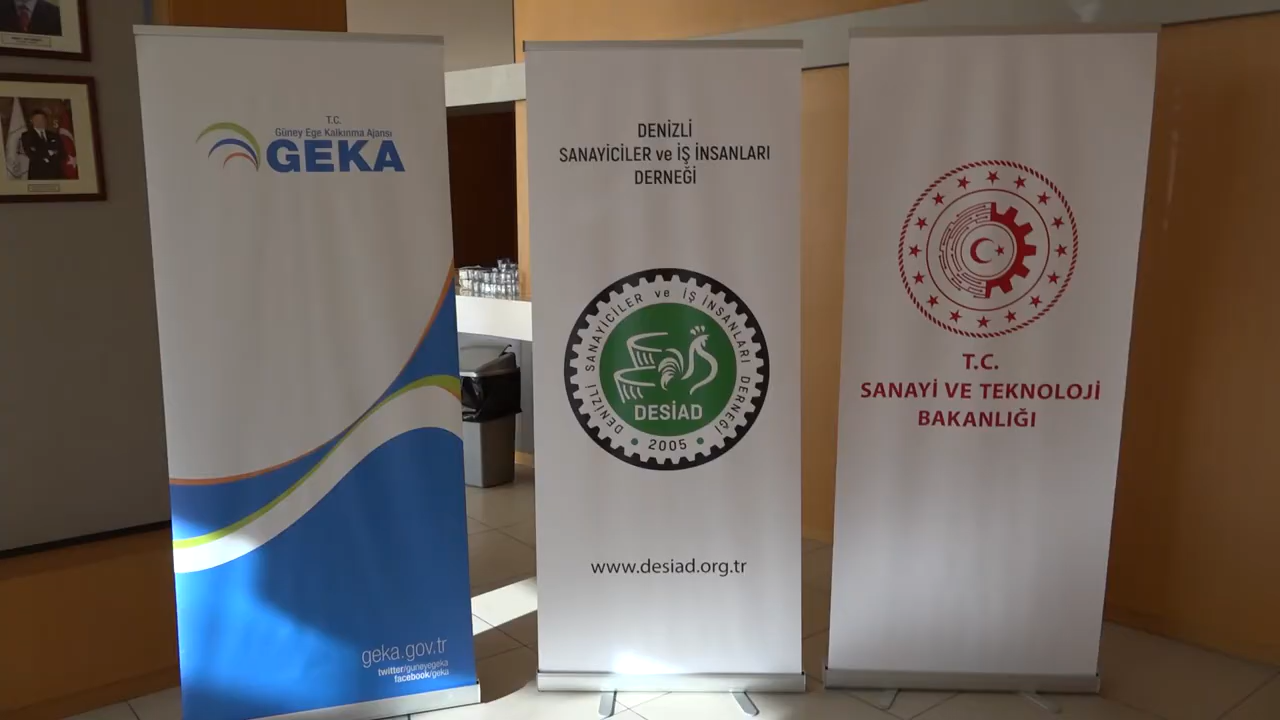 T.C.
Güney Ege Kalkınma Ajansı
GEKA
geka.gov.tr
twitter/guneyegeka
facebook/geka
DENİZLİ
SANAYİCİLER ve İŞ İNSANLARI
DERNEĞİ
DENİZLİ SANAYİCİLER ve İŞ İNSANLARI DERNEĞİ
DESİAD
2005
www.desiad.org.tr
T.C.
SANAYİ VE TEKNOLOJİ
BAKANLIĞI